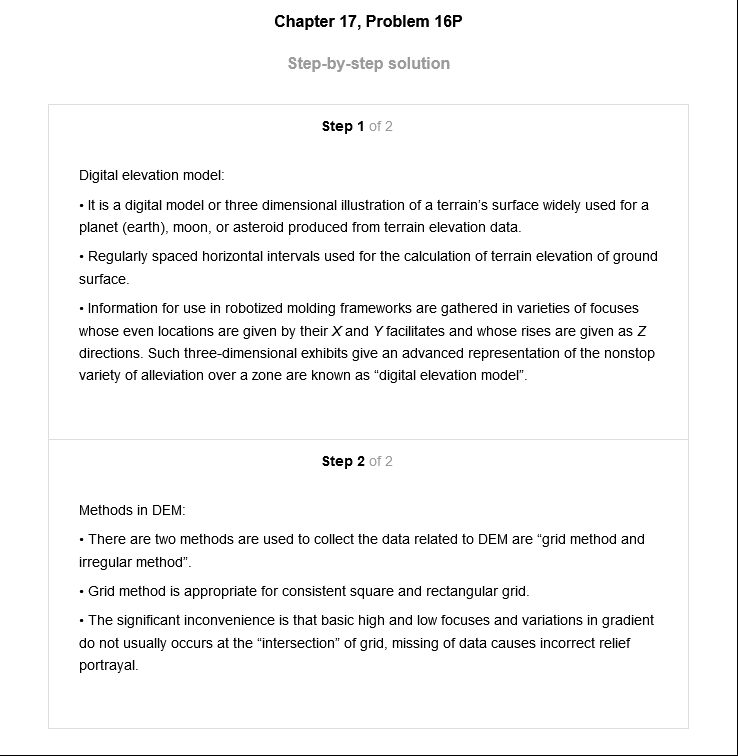 Chapter 17, Problem 16P
Step-by-step solution
Step 1 of 2
Digital elevation model:
• It is a digital model or three dimensional illustration of a terrain's surface widely used for a
planet (earth), moon, or asteroid produced from terrain elevation data.
• Regularly spaced horizontal intervals used for the calculation of terrain elevation of ground
surface.
• Information for use in robotized molding frameworks are gathered in varieties of focuses
whose even locations are given by their X and Y facilitates and whose rises are given as Z
directions. Such three-dimensional exhibits give an advanced representation of the nonstop
variety of alleviation over a zone are known as “digital elevation model”.
Step 2 of 2
Methods in DEM:
• There are two methods are used to collect the data related to DEM are “grid method and
irregular method”.
• Grid method is appropriate for consistent square and rectangular grid.
• The significant inconvenience is that basic high and low focuses and variations in gradient
do not usually occurs at the “intersection” of grid, missing of data causes incorrect relief
portrayal.